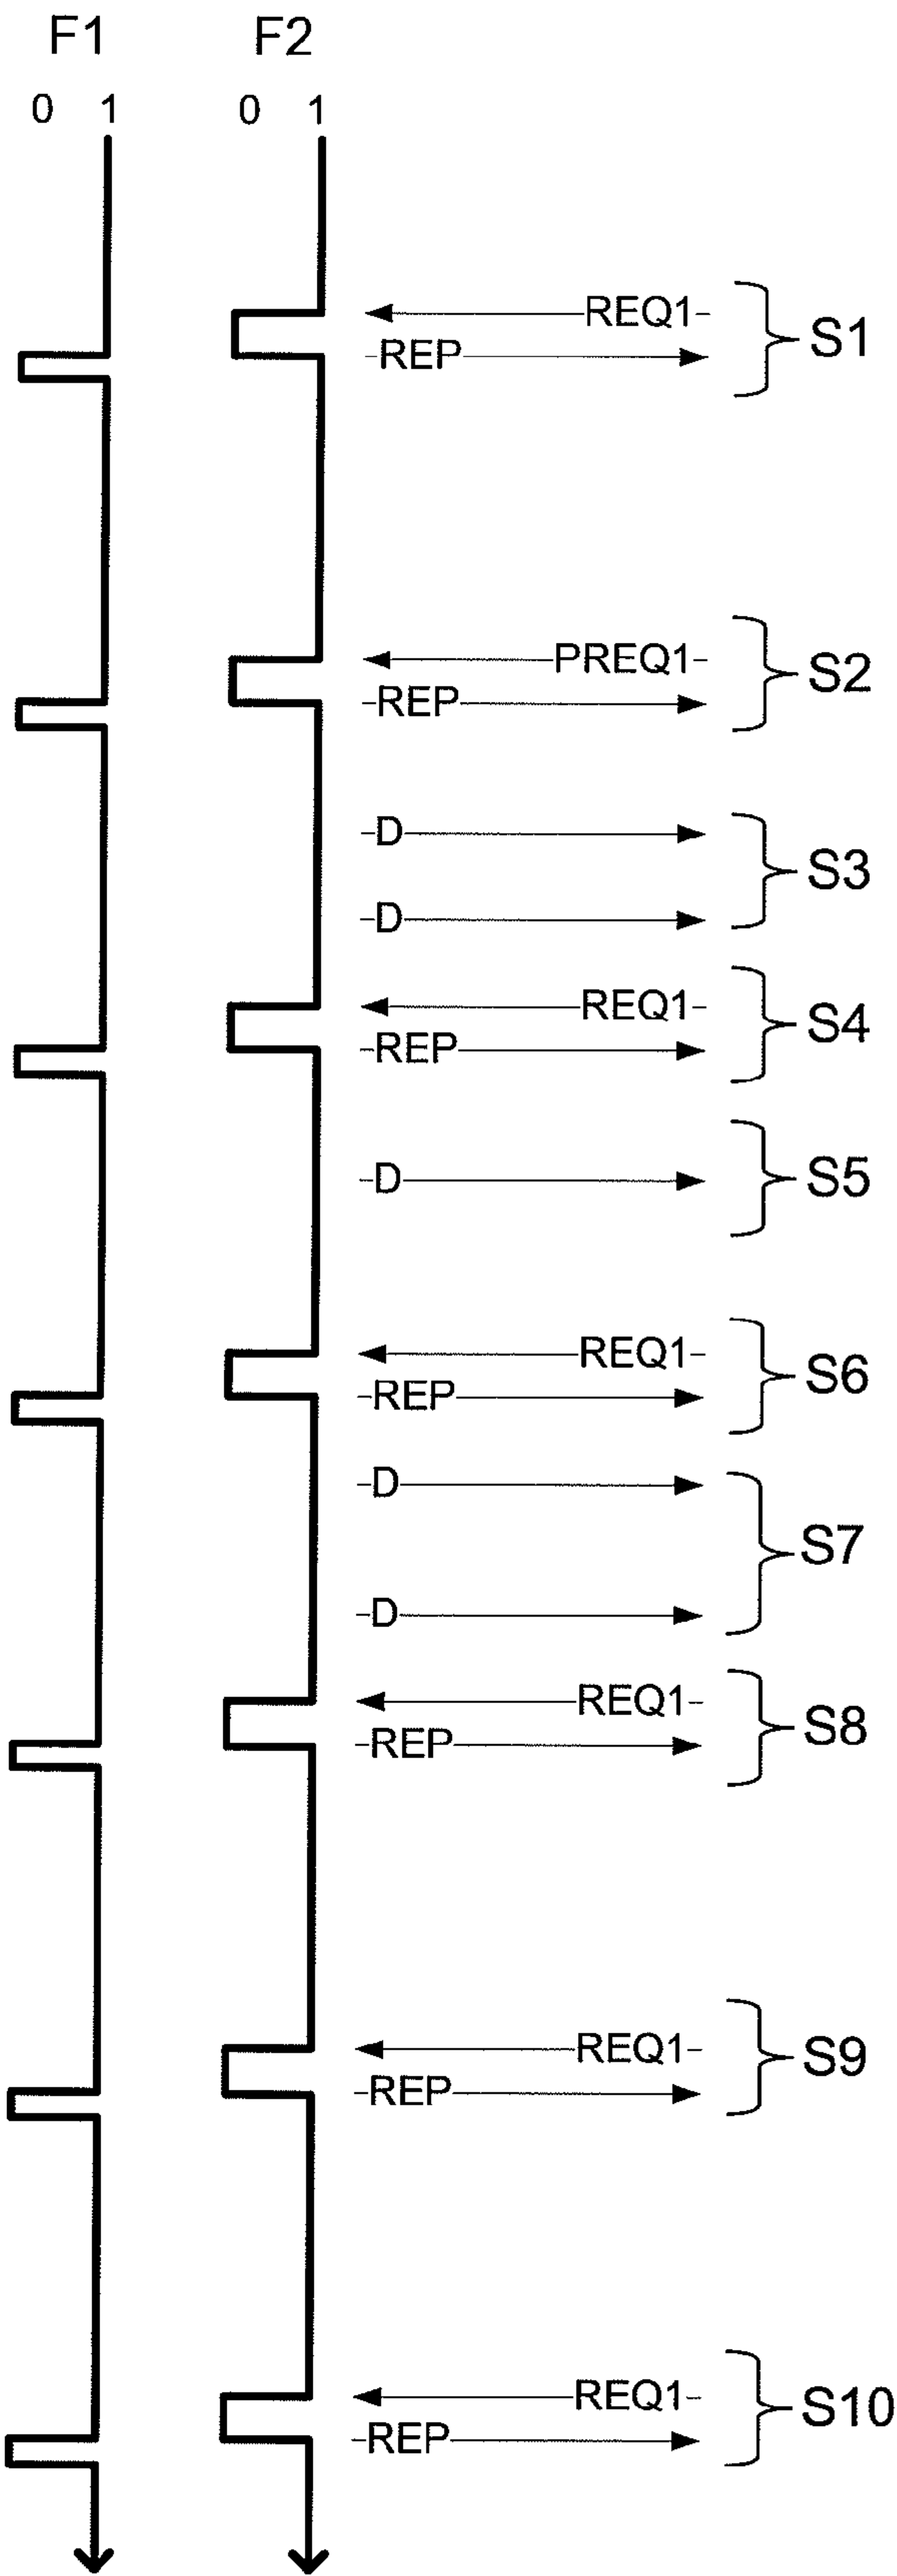 F1 F2
0 1 0 1
REQ1
S1
REP
PREQ1
S2
REP
D
S3
D
REQ1
S4
REP
D
S5
REQ1
S6
REP
D
S7
D
REQ1
S8
REP
REQ1
S9
REP
REQ1
S10
REP